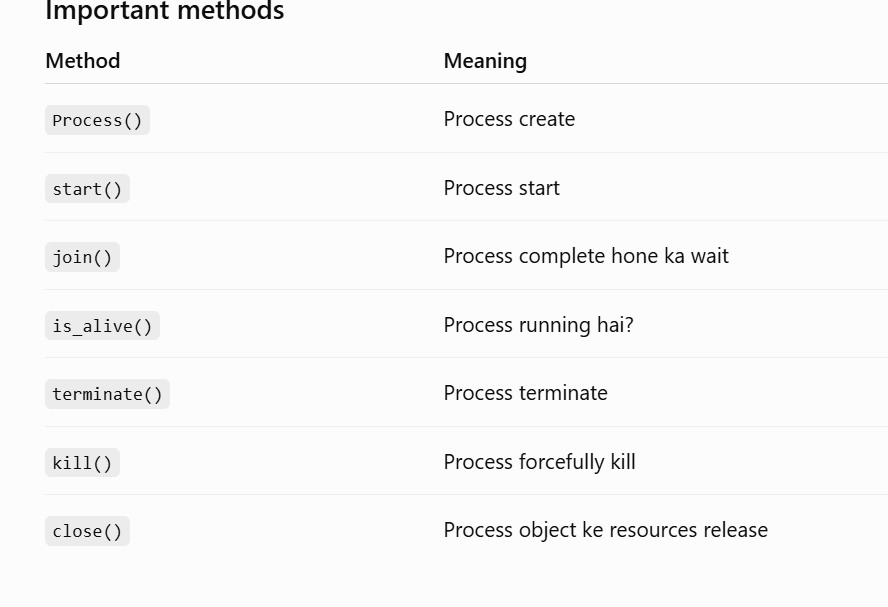 Important methods
Method Meaning
Process() Process create
start() Process start
join() Process complete hone ka wait
is_alive() Process running hai?
terminate() Process terminate
kill() Process forcefully kill
close() Process object ke resources release